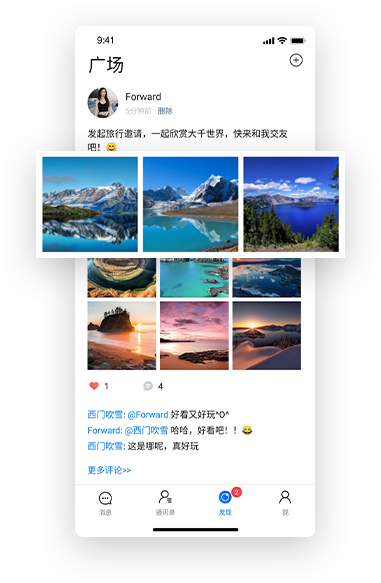 9:41
广场
Forward
5分钟前 删除
发起旅行邀请，一起欣赏大千世界，快来和我交友
吧！😄
1 4
西门吹雪: @Forward 好看又好玩^O^
Forward: @西门吹雪 哈哈，好看吧！！😂
西门吹雪: 这是哪呢，真好玩
更多评论>>
2
消息 通讯录 发现 我